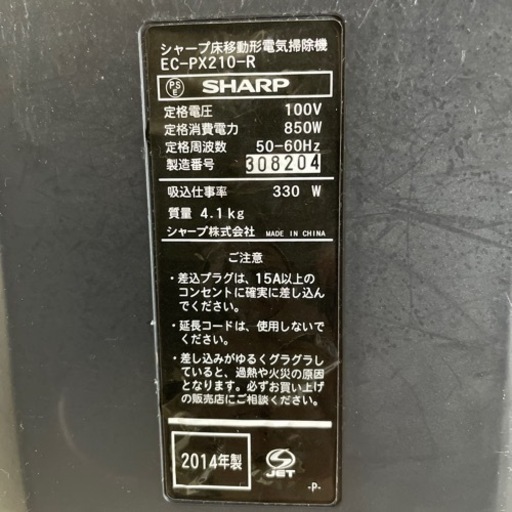 シャープ床移動形電気掃除機
EC-PX210-R
PS E SHARP
定格電圧 100V
定格消費電力 850W
定格周波数 50-60Hz
製造番号 308204
吸込仕事率 330 W
質量 4.1kg
シャープ株式会社 MADE IN CHINA
ご注意
・差込プラグは、15A以上の
コンセントに確実に差し込ん
でください。
・延長コードは、使用しないで
ください。
・差し込みがゆるくグラグラ
していると、過熱や火災の原因
となります。必ずお買い上げ
の販売店にご相談ください。
2014年製
S JET
-P-